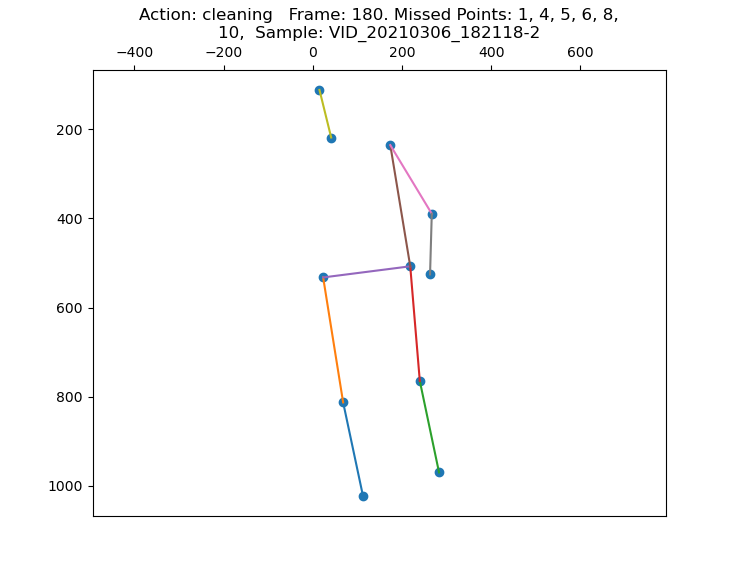 Action: cleaning   Frame: 180. Missed Points: 1, 4, 5, 6, 8,
10,  Sample: VID_20210306_182118-2
−400 −200 0 200 400 600
200
400
600
800
1000